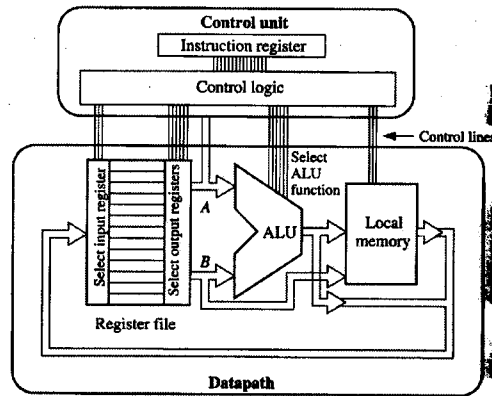 Control unit
Instruction register
Control logic
Control lines
Select
ALU
function
Select input register
Select output registers
A
B
ALU
Local
memory
Register file
Datapath